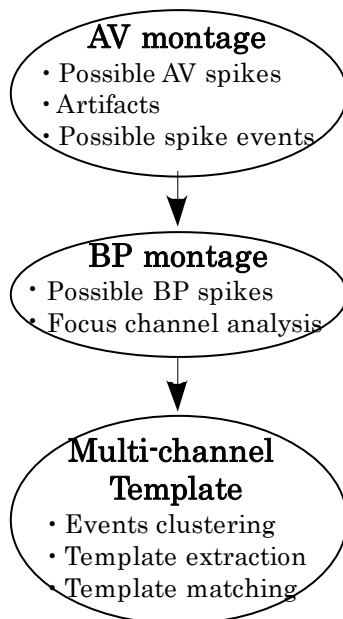 AV montage
・Possible AV spikes
・Artifacts
・Possible spike events
BP montage
・Possible BP spikes
・Focus channel analysis
Multi-channel
Template
・Events clustering
・Template extraction
・Template matching